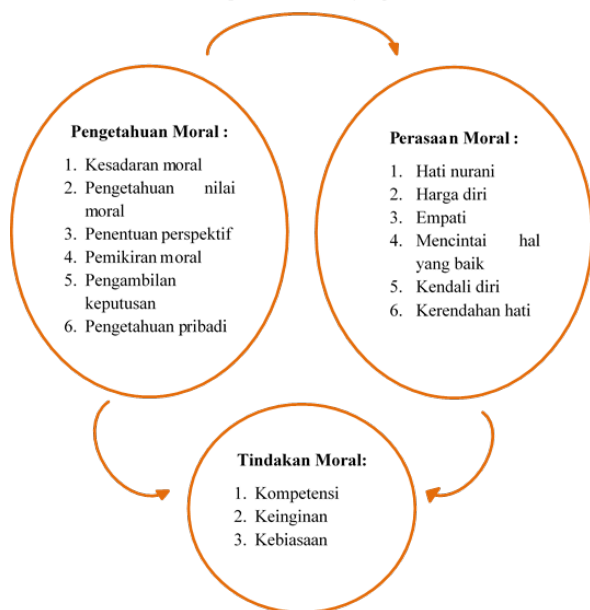 Pengetahuan Moral :
1. Kesadaran moral
2. Pengetahuan nilai
moral
3. Penentuan perspektif
4. Pemikiran moral
5. Pengambilan
keputusan
6. Pengetahuan pribadi
Perasaan Moral :
1. Hati nurani
2. Harga diri
3. Empati
4. Mencintai hal
yang baik
5. Kendali diri
6. Kerendahan hati
Tindakan Moral:
1. Kompetensi
2. Keinginan
3. Kebiasaan